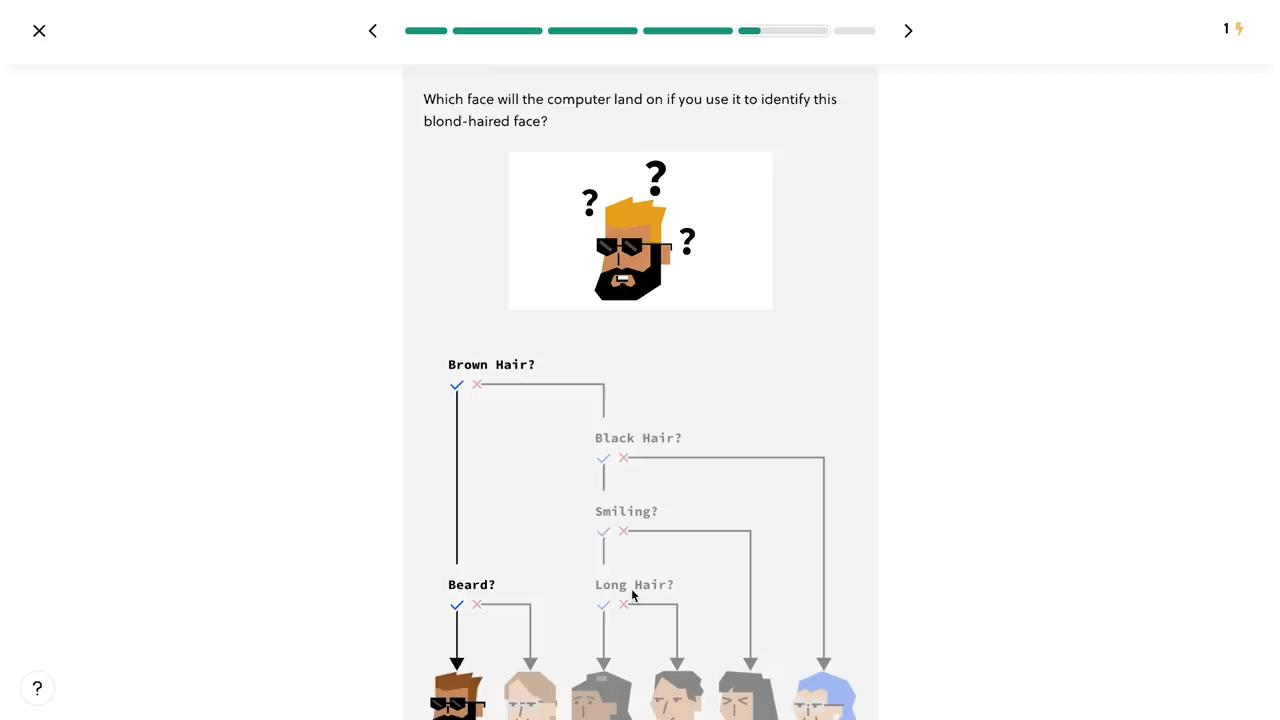 1
Which face will the computer land on if you use it to identify this
blond-haired face?
?
?
?
Brown Hair?
Black Hair?
Smiling?
Beard?
Long Hair?
?